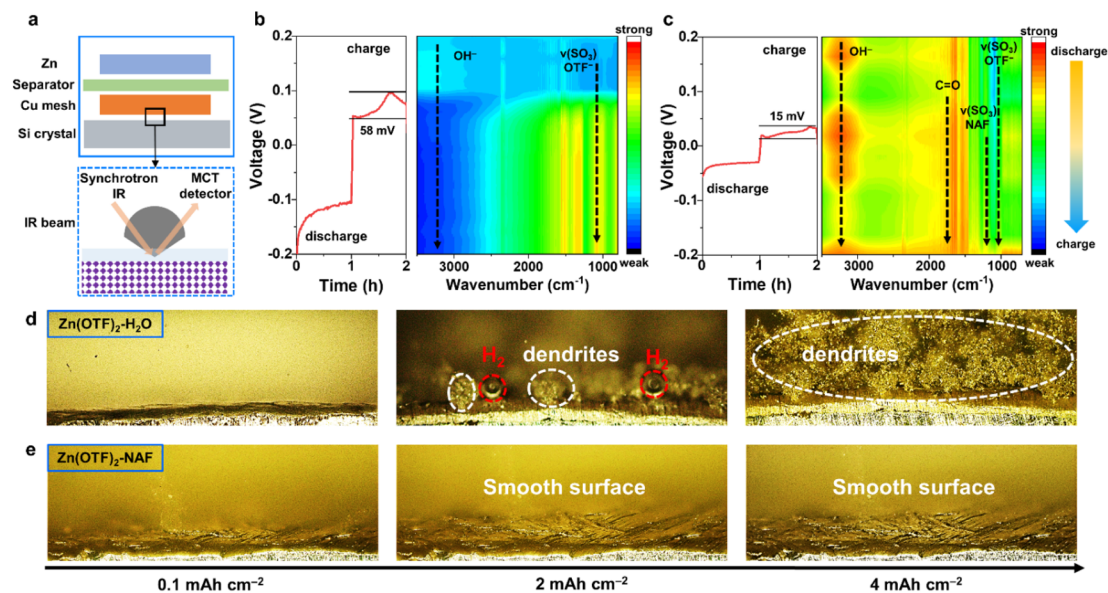 a
Zn
Separator
Cu mesh
Si crystal
Synchrotron
IR
MCT
detector
IR beam
b
Voltage (V)
0.2
0.1
0.0
-0.1
-0.2
charge
58 mV
discharge
0 1 2
Time (h)
OH⁻
ν(SO₃)
OTF⁻
3000 2000 1000
Wavenumber (cm⁻¹)
strong
weak
c
Voltage (V)
0.2
0.1
0.0
-0.1
-0.2
charge
15 mV
discharge
0 1 2
Time (h)
OH⁻
C=O
ν(SO₃)
OTF⁻
ν(SO₃)
NAF
3000 2000 1000
Wavenumber (cm⁻¹)
strong
weak
discharge
charge
d
Zn(OTF)₂-H₂O
H₂
dendrites
H₂
dendrites
e
Zn(OTF)₂-NAF
Smooth surface
Smooth surface
0.1 mAh cm⁻²
2 mAh cm⁻²
4 mAh cm⁻²